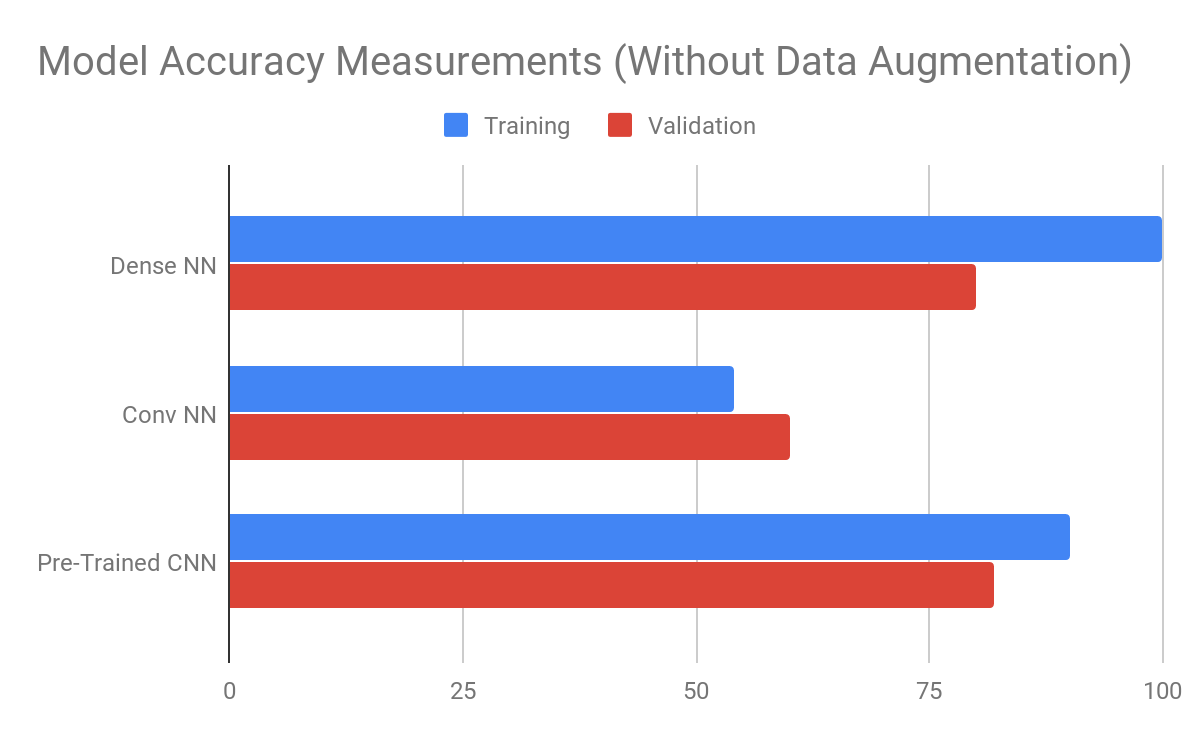 Model Accuracy Measurements (Without Data Augmentation)
Training Validation
Dense NN
Conv NN
Pre-Trained CNN
0 25 50 75 100